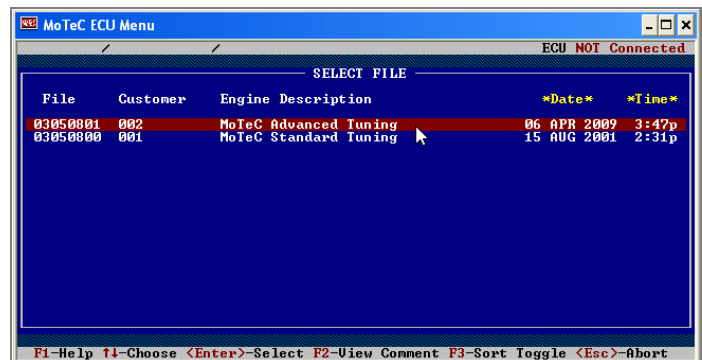 MoTeC ECU Menu
/ / ECU NOT Connected
SELECT FILE
File Customer Engine Description *Date* *Time*
03050801 002 MoTeC Advanced Tuning 06 APR 2009 3:47p
03050800 001 MoTeC Standard Tuning 15 AUG 2001 2:31p
F1-Help ↑↓-Choose <Enter>-Select F2-View Comment F3-Sort Toggle <Esc>-Abort